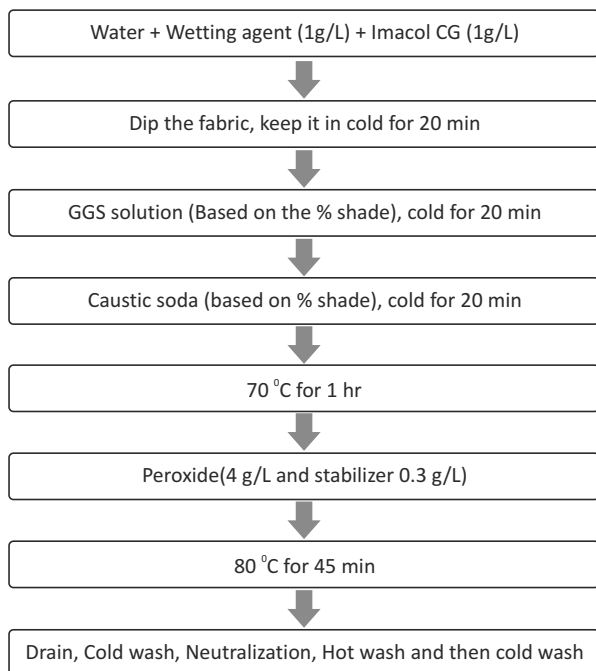 Water + Wetting agent (1g/L) + Imacol CG (1g/L)
Dip the fabric, keep it in cold for 20 min
GGS solution (Based on the % shade), cold for 20 min
Caustic soda (based on % shade), cold for 20 min
70 ⁰C for 1 hr
Peroxide(4 g/L and stabilizer 0.3 g/L)
80 ⁰C for 45 min
Drain, Cold wash, Neutralization, Hot wash and then cold wash